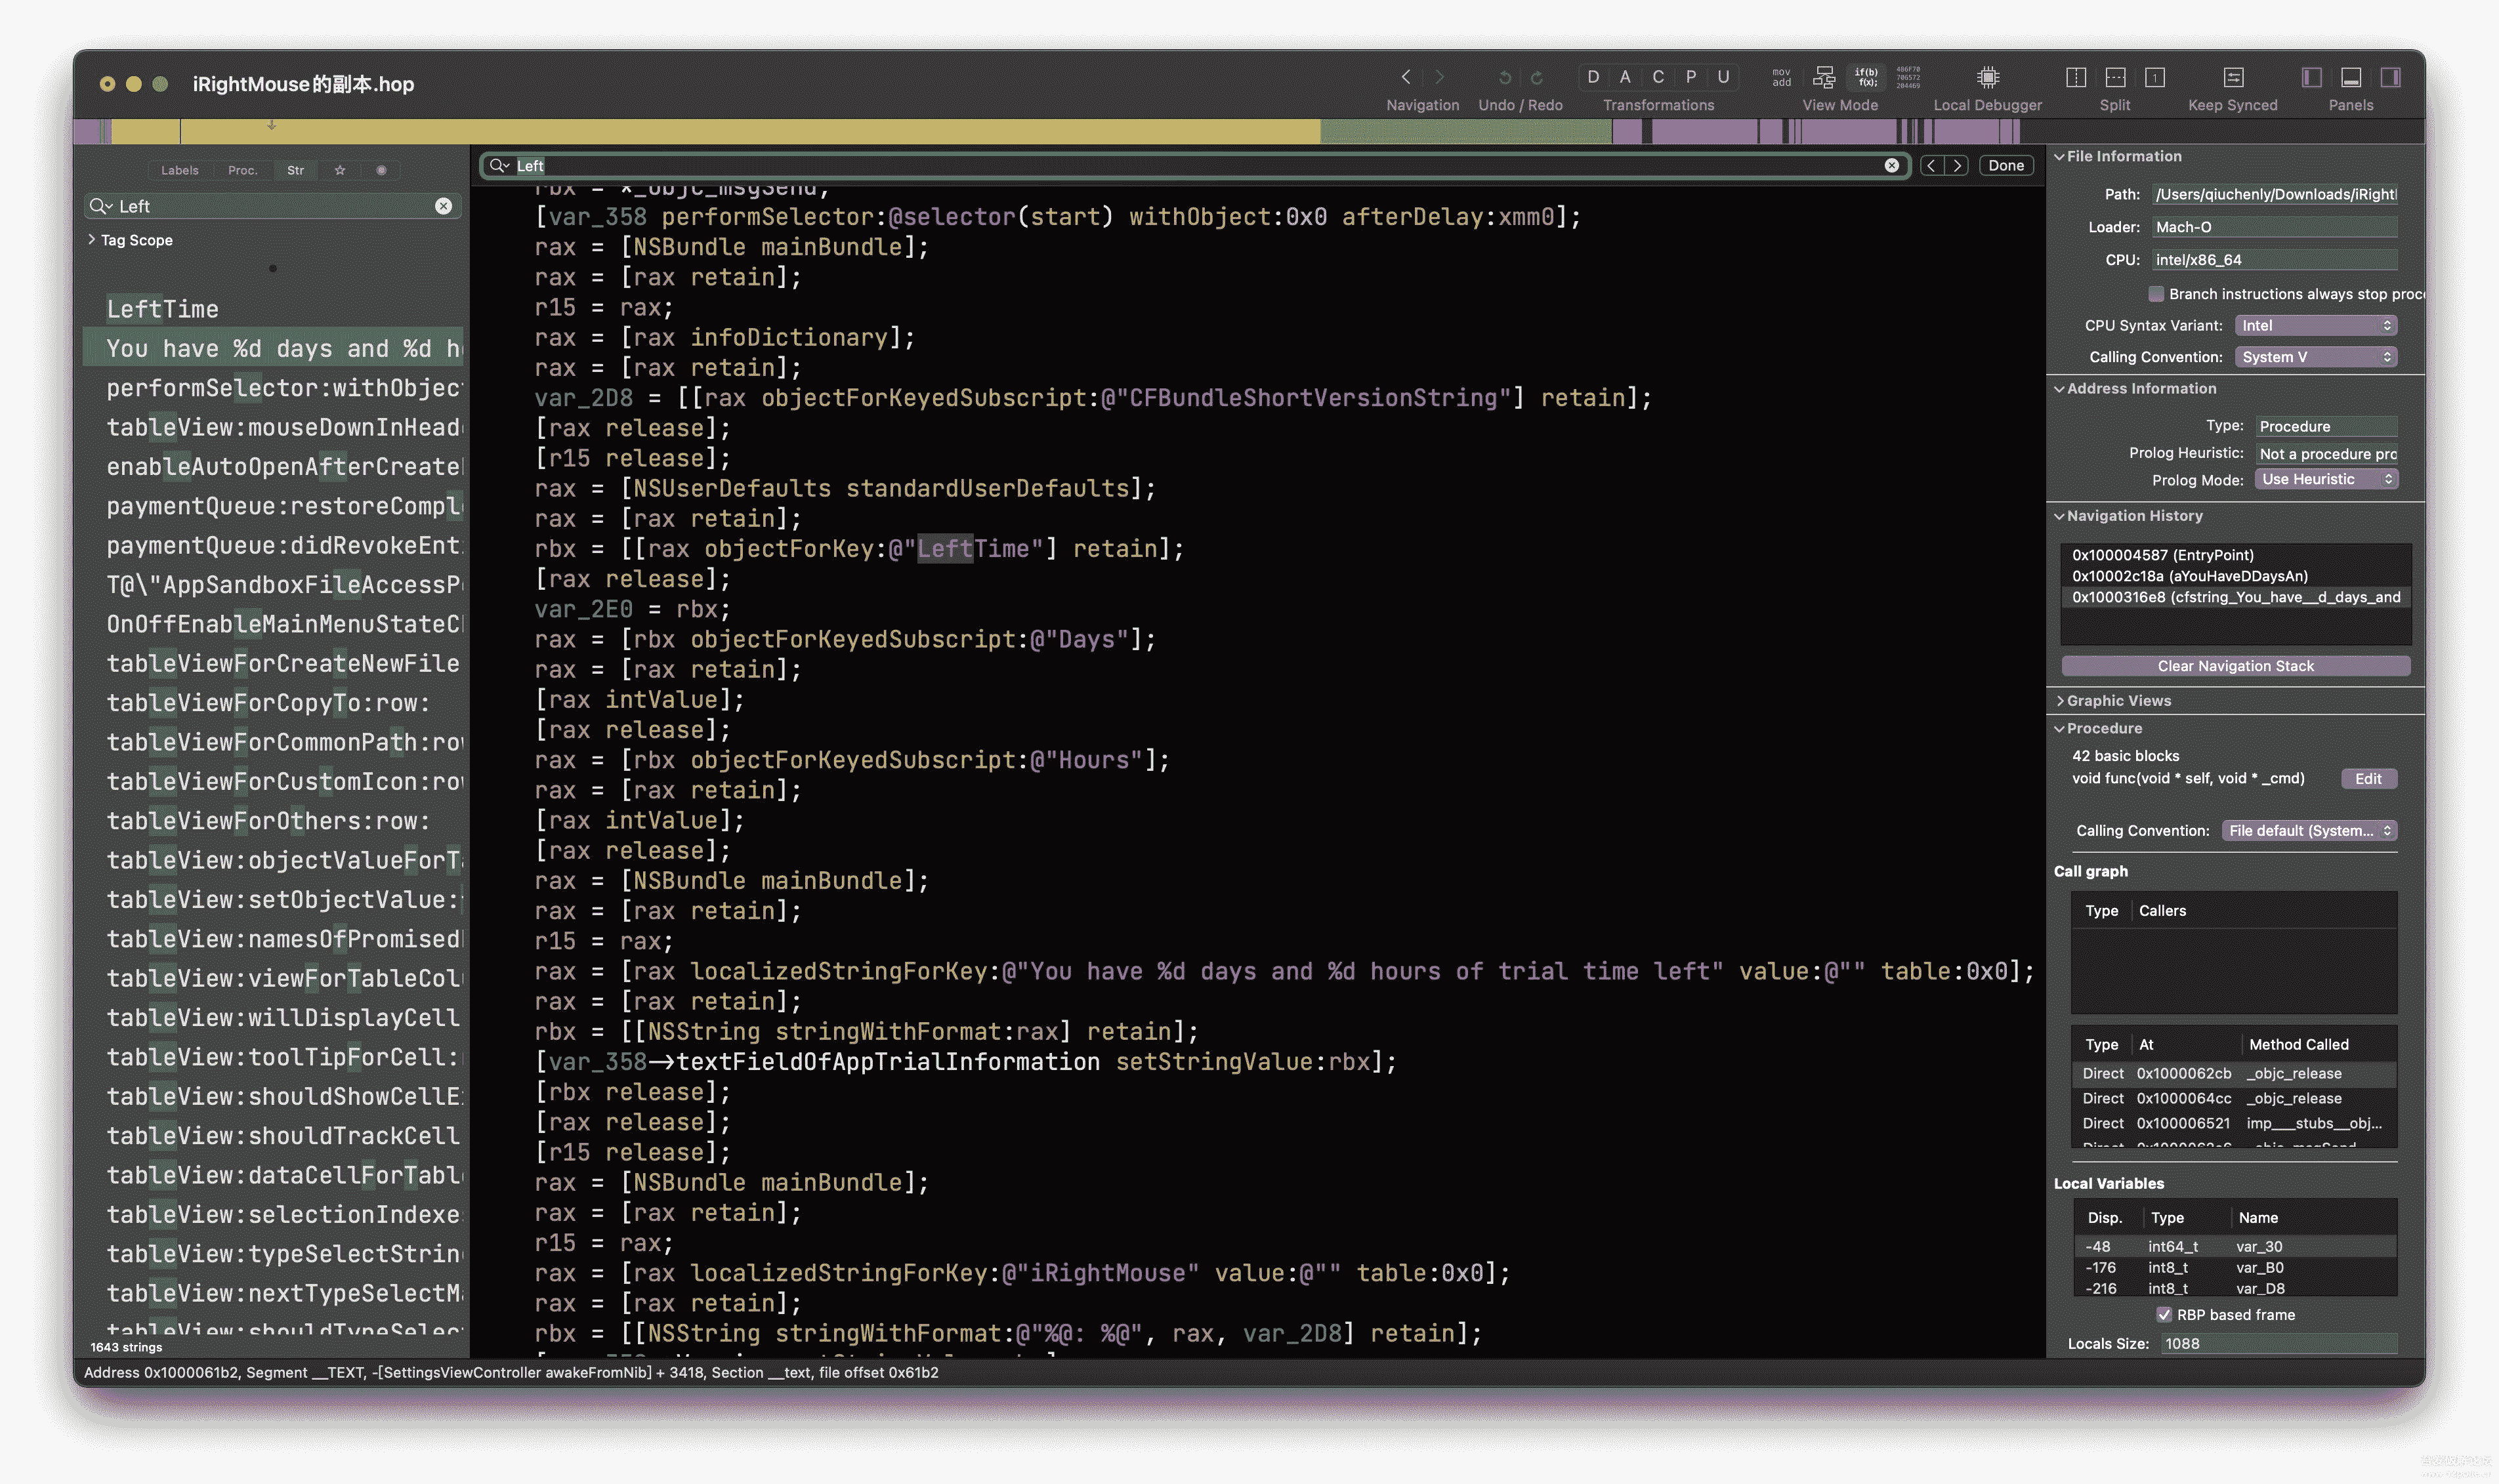 iRightMouse的副本.hop
Navigation
Undo / Redo
D A C P U
Transformations
mov
add
if(b)
f(x);
View Mode
Local Debugger
Split
Keep Synced
Panels
Labels Proc. Str
Left
Tag Scope
LeftTime
You have %d days and %d h
performSelector:withObjec
tableView:mouseDownInHead
enableAutoOpenAfterCreate
paymentQueue:restoreCompl
paymentQueue:didRevokeEnt
T@\"AppSandboxFileAccessP
OnOffEnableMainMenuStateC
tableViewForCreateNewFile
tableViewForCopyTo:row:
tableViewForCommonPath:ro
tableViewForCustomIcon:ro
tableViewForOthers:row:
tableView:objectValueForT
tableView:setObjectValue:
tableView:namesOfPromised
tableView:viewForTableCol
tableView:willDisplayCell
tableView:toolTipForCell:
tableView:shouldShowCellE
tableView:shouldTrackCell
tableView:dataCellForTabl
tableView:selectionIndexe
tableView:typeSelectStrin
tableView:nextTypeSelectM
tableView:shouldTypeSelec
1643 strings
Left
Done
rbx = *_objc_msgSend;
[var_358 performSelector:@selector(start) withObject:0x0 afterDelay:xmm0];
rax = [NSBundle mainBundle];
rax = [rax retain];
r15 = rax;
rax = [rax infoDictionary];
rax = [rax retain];
var_2D8 = [[rax objectForKeyedSubscript:@"CFBundleShortVersionString"] retain];
[rax release];
[r15 release];
rax = [NSUserDefaults standardUserDefaults];
rax = [rax retain];
rbx = [[rax objectForKey:@"LeftTime"] retain];
[rax release];
var_2E0 = rbx;
rax = [rbx objectForKeyedSubscript:@"Days"];
rax = [rax retain];
[rax intValue];
[rax release];
rax = [rbx objectForKeyedSubscript:@"Hours"];
rax = [rax retain];
[rax intValue];
[rax release];
rax = [NSBundle mainBundle];
rax = [rax retain];
r15 = rax;
rax = [rax localizedStringForKey:@"You have %d days and %d hours of trial time left" value:@"" table:0x0];
rax = [rax retain];
rbx = [[NSString stringWithFormat:rax] retain];
[var_358->textFieldOfAppTrialInformation setStringValue:rbx];
[rbx release];
[rax release];
[r15 release];
rax = [NSBundle mainBundle];
rax = [rax retain];
r15 = rax;
rax = [rax localizedStringForKey:@"iRightMouse" value:@"" table:0x0];
rax = [rax retain];
rbx = [[NSString stringWithFormat:@"%@: %@", rax, var_2D8] retain];
File Information
Path: /Users/qiuchenly/Downloads/iRight
Loader: Mach-O
CPU: intel/x86_64
Branch instructions always stop proc
CPU Syntax Variant: Intel
Calling Convention: System V
Address Information
Type: Procedure
Prolog Heuristic: Not a procedure pro
Prolog Mode: Use Heuristic
Navigation History
0x100004587 (EntryPoint)
0x10002c18a (aYouHaveDDaysAn)
0x1000316e8 (cfstring_You_have__d_days_and
Clear Navigation Stack
Graphic Views
Procedure
42 basic blocks
void func(void * self, void * _cmd)
Edit
Calling Convention: File default (System...
Call graph
Type Callers
Type At Method Called
Direct 0x1000062cb _objc_release
Direct 0x1000064cc _objc_release
Direct 0x100006521 imp___stubs__obj...
Local Variables
Disp. Type Name
-48 int64_t var_30
-176 int8_t var_B0
-216 int8_t var_D8
RBP based frame
Locals Size: 1088
Address 0x1000061b2, Segment __TEXT, -[SettingsViewController awakeFromNib] + 3418, Section __text, file offset 0x61b2